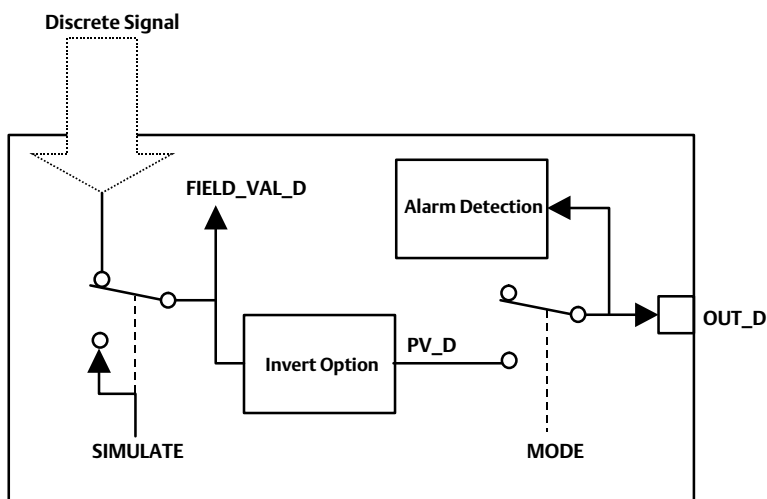 Discrete Signal
FIELD_VAL_D
Alarm Detection
OUT_D
Invert Option
PV_D
SIMULATE
MODE